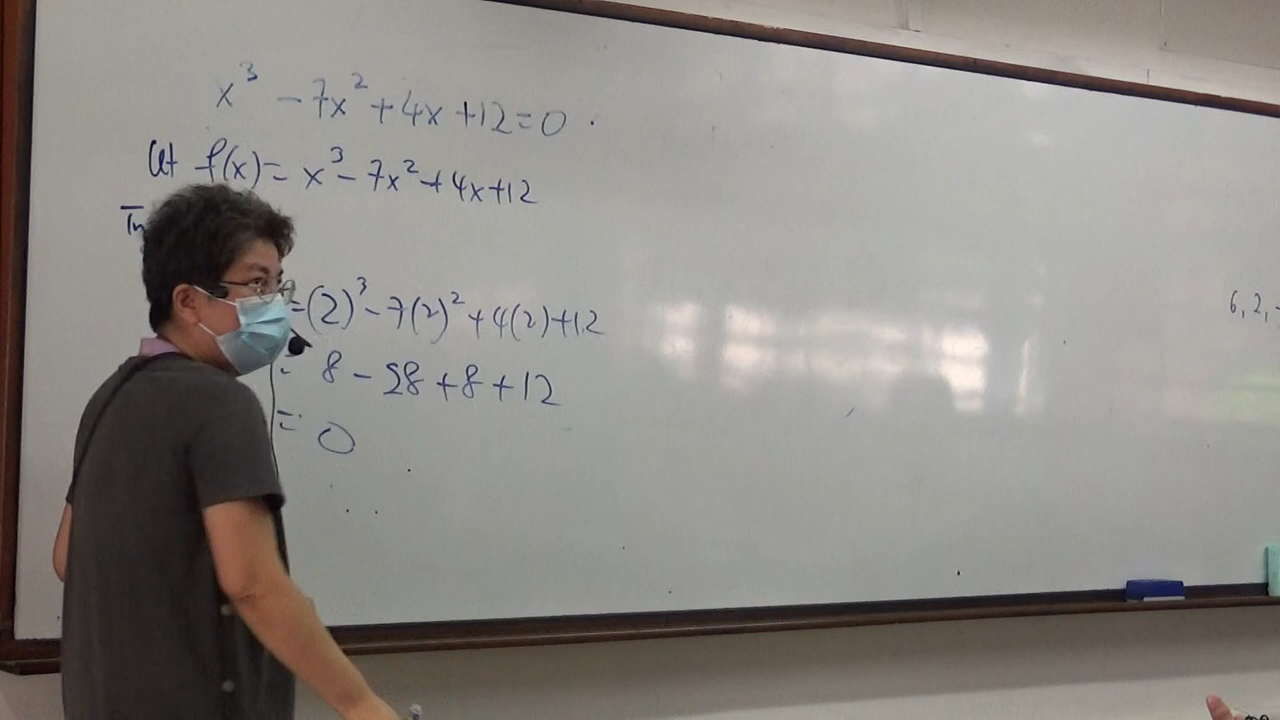 x³ - 7x² + 4x + 12 = 0 .
let f(x) = x³ - 7x² + 4x + 12
= (2)³ - 7(2)² + 4(2) + 12
= 8 - 28 + 8 + 12
= 0
6, 2,